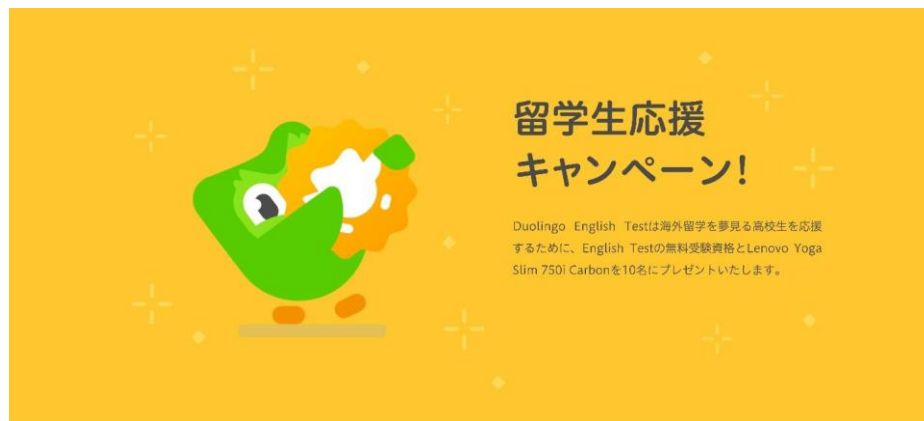 留学生応援
キャンペーン!
Duolingo English Testは海外留学を夢見る高校生を応援
するために、English Testの無料受験資格とLenovo Yoga
Slim 750i Carbonを10名にプレゼントいたします。